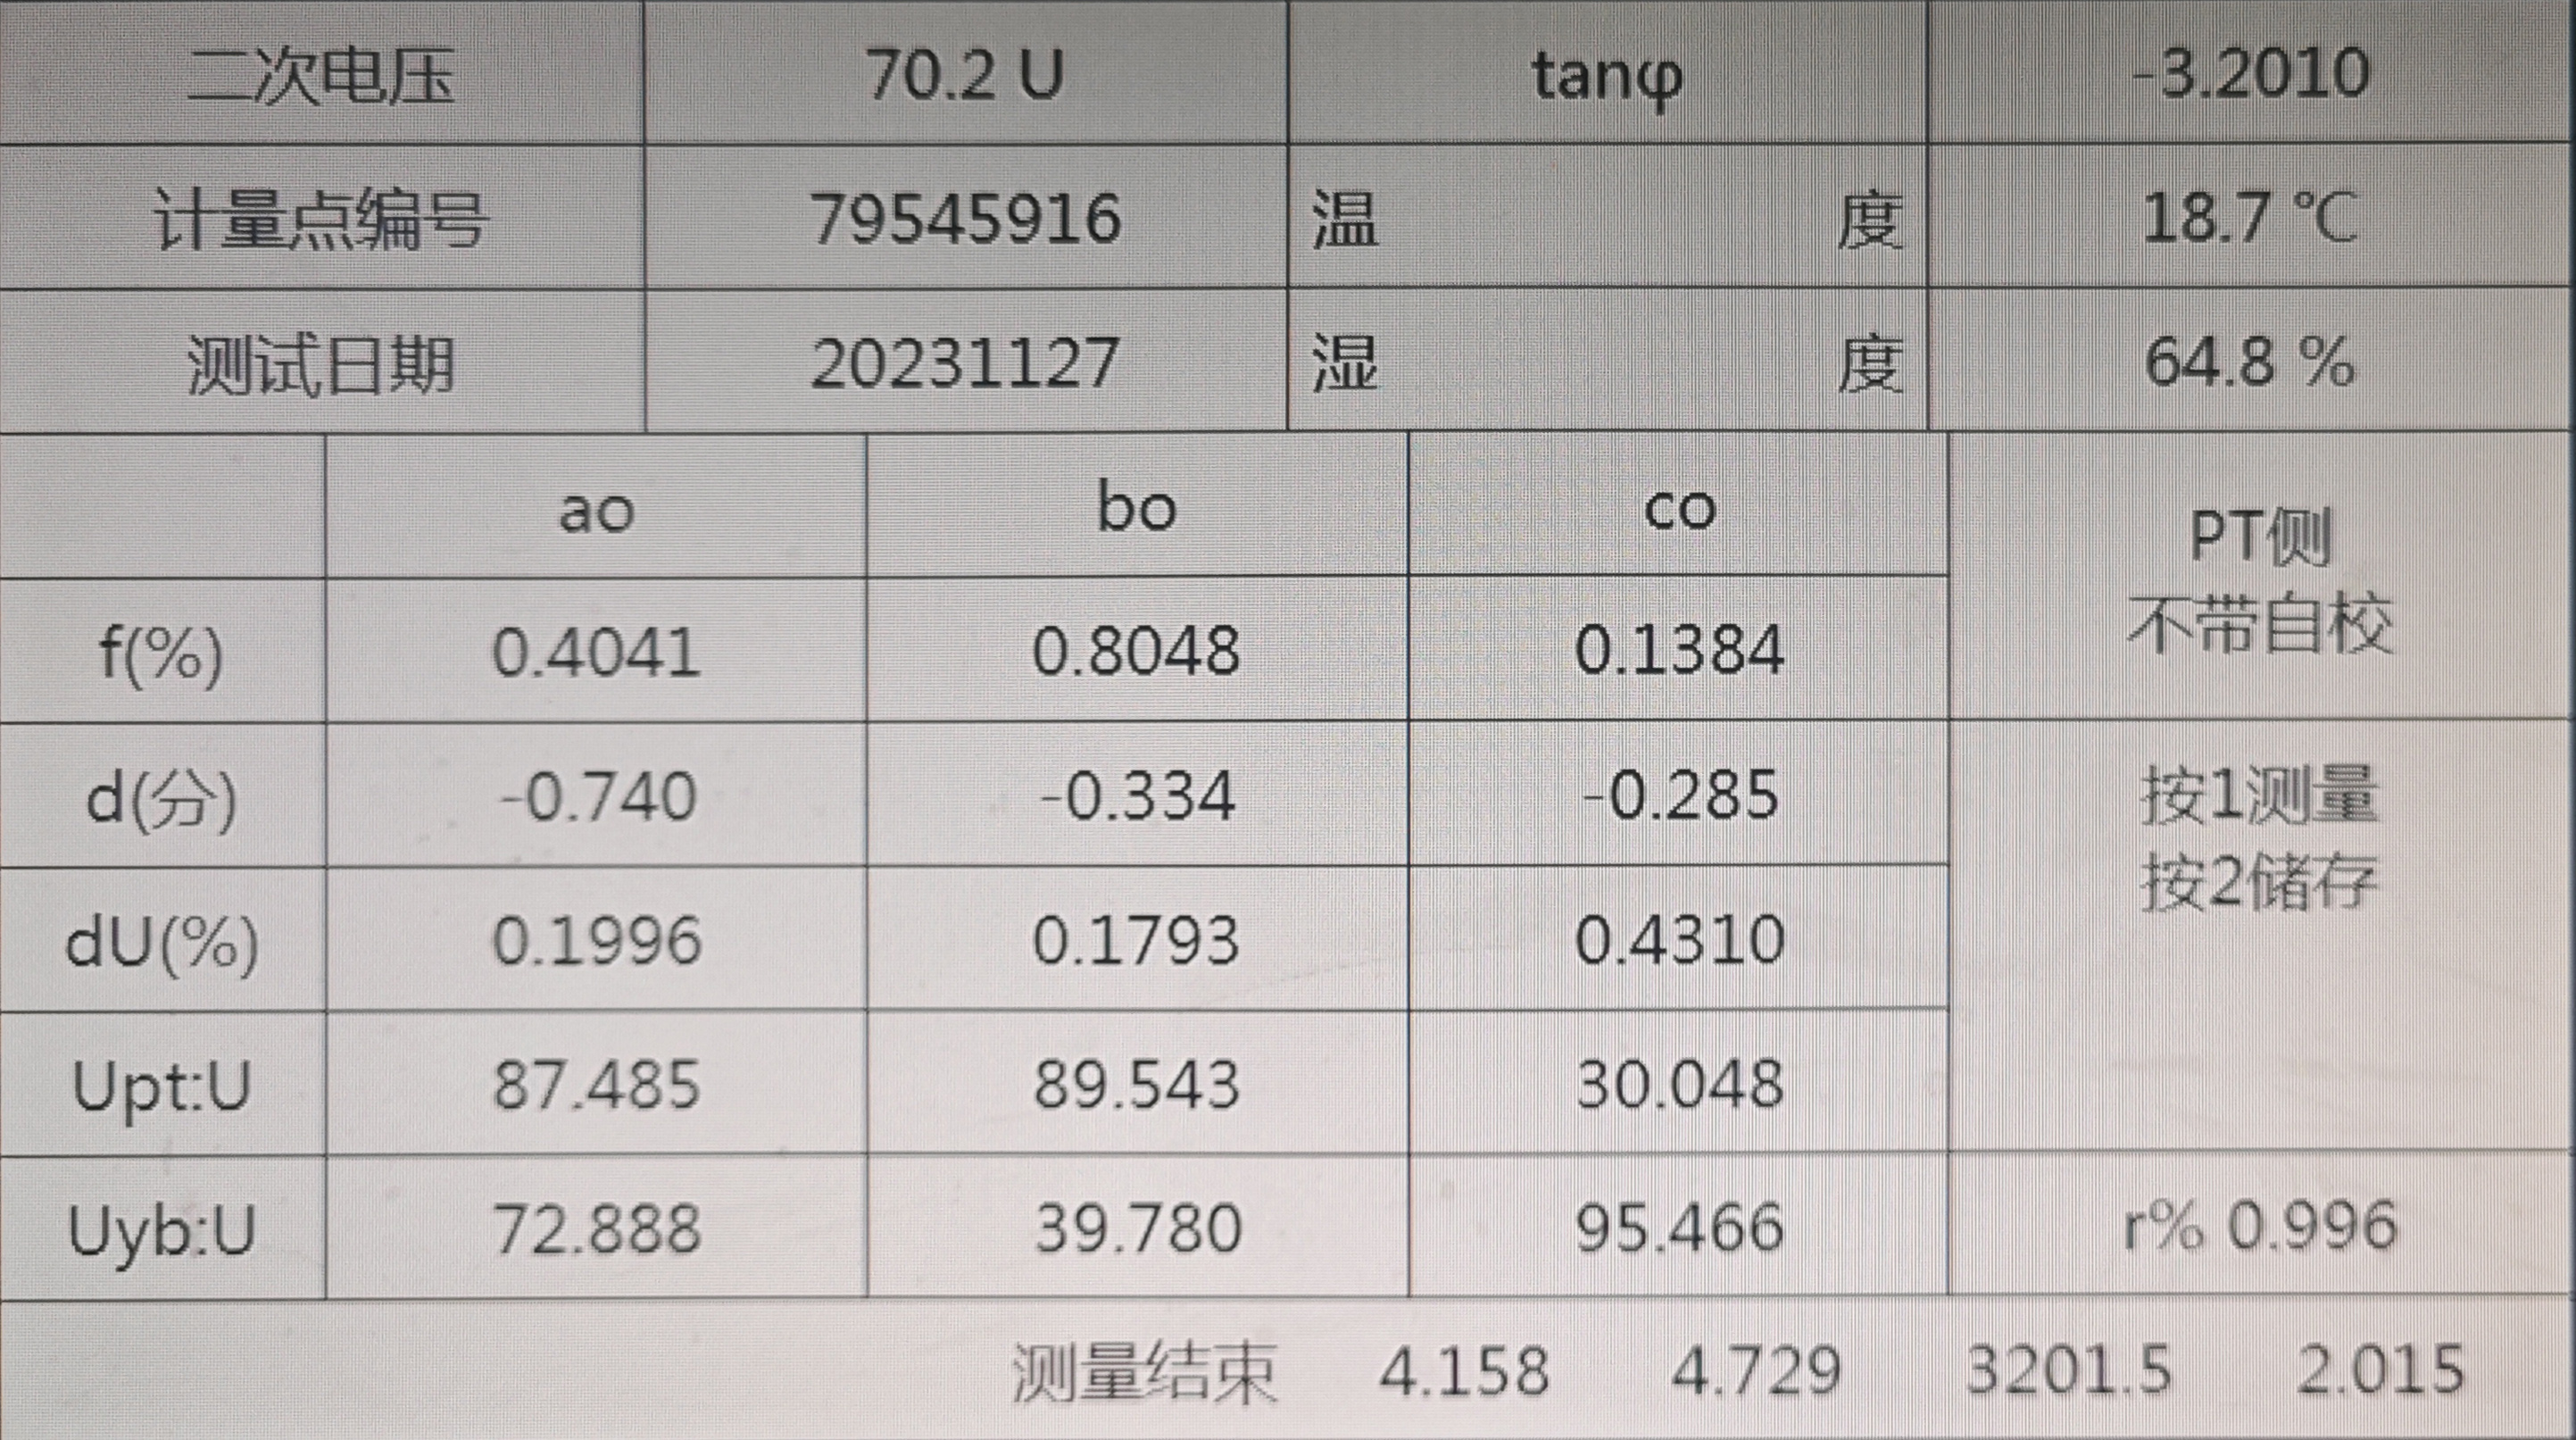 二次电压 70.2 U tanφ -3.2010
计量点编号 79545916 温 度 18.7 ℃
测试日期 20231127 湿 度 64.8 %
ao bo co PT侧
不带自校
f(%) 0.4041 0.8048 0.1384
d(分) -0.740 -0.334 -0.285 按1测量
按2储存
dU(%) 0.1996 0.1793 0.4310
Upt:U 87.485 89.543 30.048
Uyb:U 72.888 39.780 95.466 r% 0.996
测量结束 4.158 4.729 3201.5 2.015